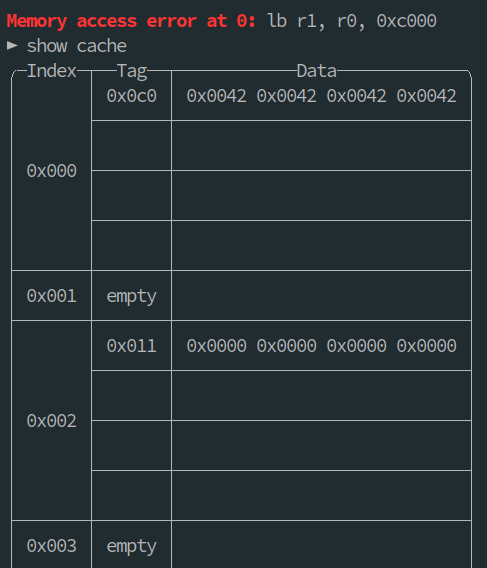 Memory access error at 0: lb r1, r0, 0xc000
► show cache
Index Tag Data
0x0c0 0x0042 0x0042 0x0042 0x0042
0x000
0x001 empty
0x011 0x0000 0x0000 0x0000 0x0000
0x002
0x003 empty